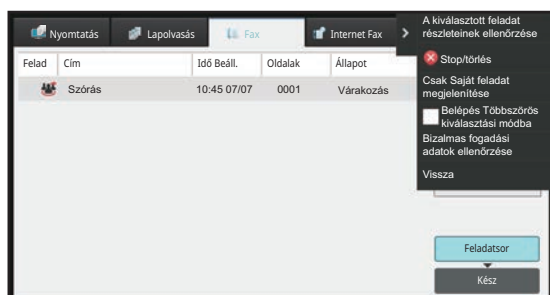 Nyomtatás
Lapolvasás
Fax
Internet Fax
Felad
Cím
Idő Beáll.
Oldalak
Állapot
Szórás
10:45 07/07
0001
Várakozás
A kiválasztott feladat
részleteinek ellenőrzése
Stop/törlés
Csak Saját feladat
megjelenítése
Belépés Többszörös
kiválasztási módba
Bizalmas fogadási
adatok ellenőrzése
Vissza
Feladatsor
Kész